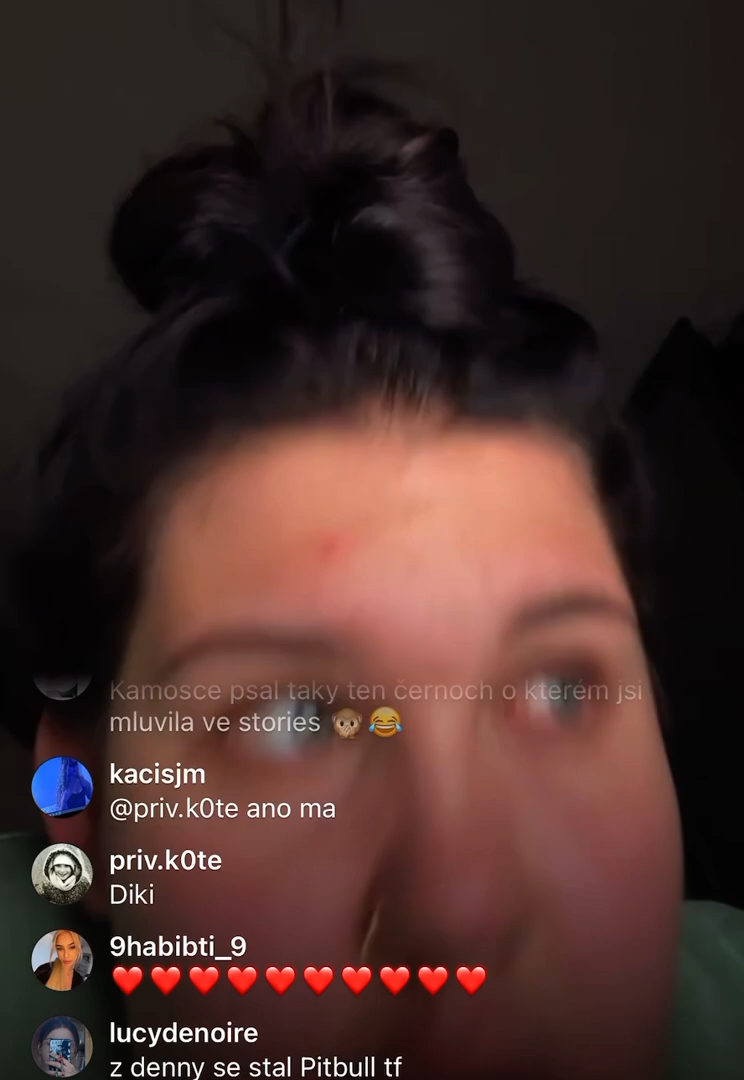 Kamosce psal taky ten černoch o kterém jsi
mluvila ve stories 🙊😂
kacisjm
@priv.k0te ano ma
priv.k0te
Diki
9habibti_9
❤️❤️❤️❤️❤️❤️❤️❤️❤️❤️
lucydenoire
z denny se stal Pitbull tf